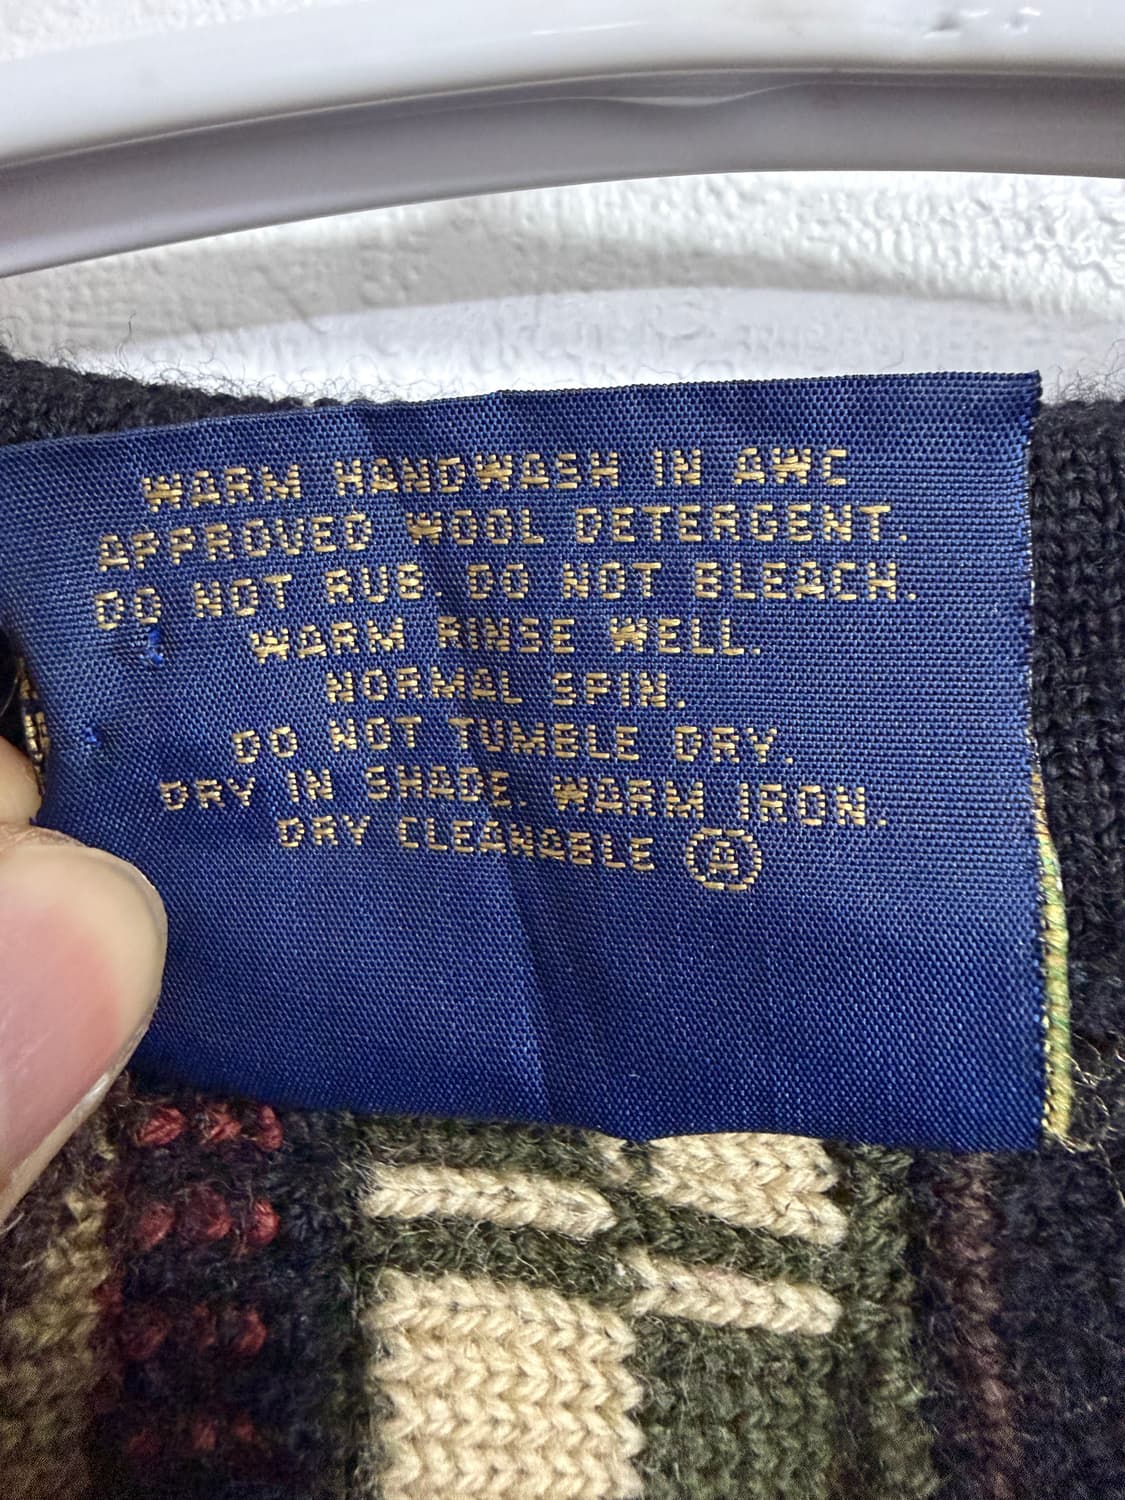 WARM HANDWASH IN AWC
APPROVED WOOL DETERGENT.
DO NOT RUB. DO NOT BLEACH.
WARM RINSE WELL.
NORMAL SPIN.
DO NOT TUMBLE DRY.
DRY IN SHADE. WARM IRON.
DRY CLEANABLE Ⓐ